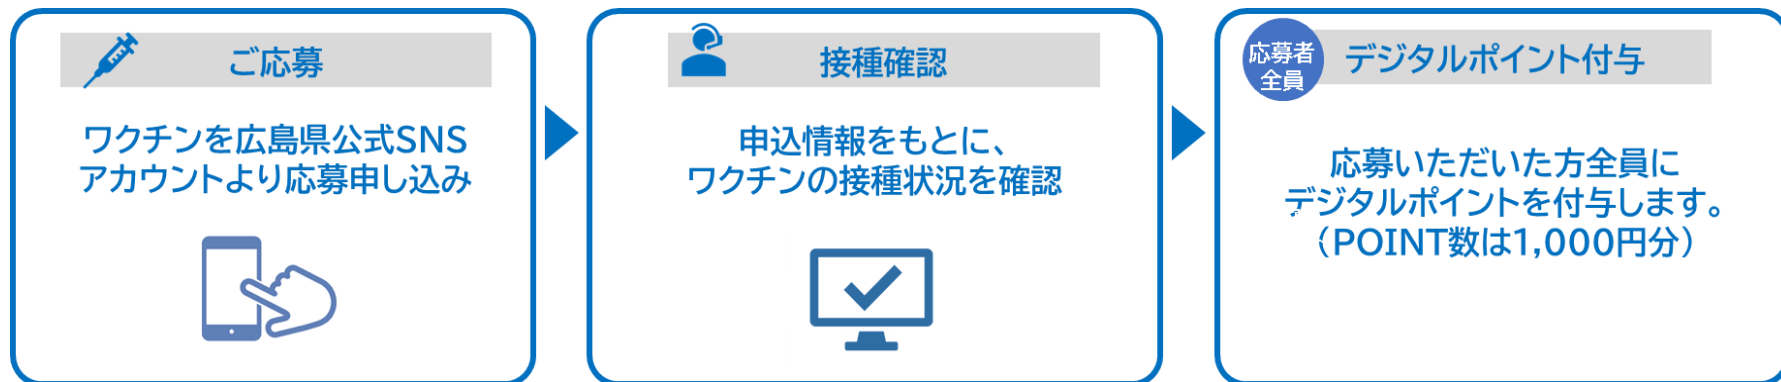 ご応募
ワクチンを広島県公式SNS
アカウントより応募申し込み
接種確認
申込情報をもとに、
ワクチンの接種状況を確認
応募者
全員
デジタルポイント付与
応募いただいた方全員に
デジタルポイントを付与します。
（POINT数は1,000円分）